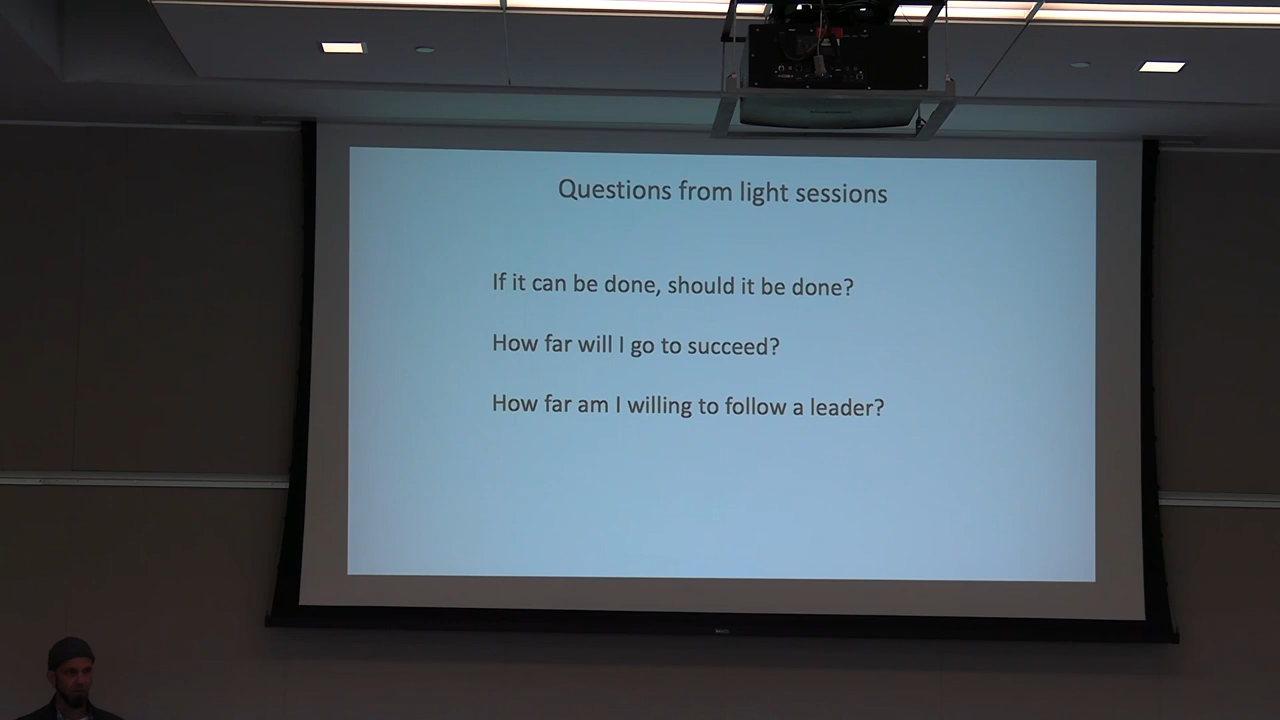 Questions from light sessions
If it can be done, should it be done?
How far will I go to succeed?
How far am I willing to follow a leader?